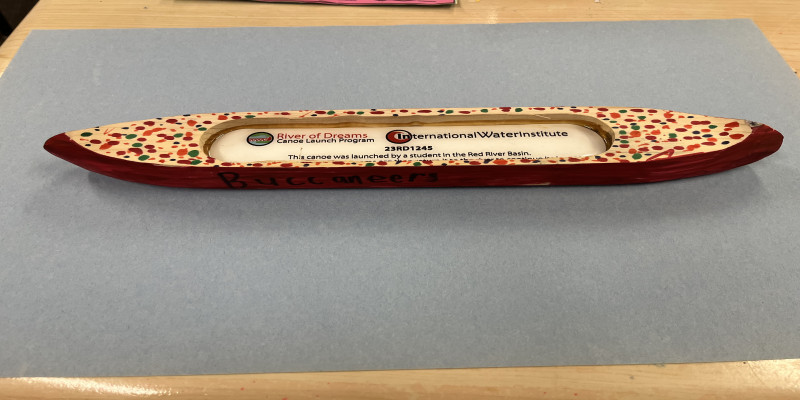 River of Dreams
Canoe Launch Program
InternationalWaterInstitute
23RD1245
This canoe was launched by a student in the Red River Basin.
Buccaneers